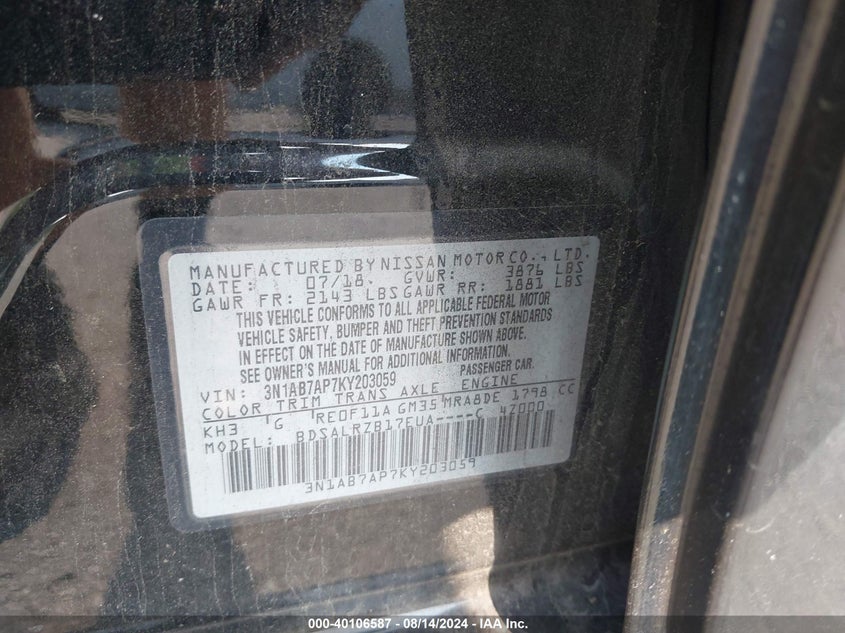 MANUFACTURED BY NISSAN MOTOR CO., LTD.
DATE: 07/18. GVWR: 3876 LBS
GAWR FR: 2143 LBS GAWR RR: 1881 LBS
THIS VEHICLE CONFORMS TO ALL APPLICABLE FEDERAL MOTOR
VEHICLE SAFETY, BUMPER AND THEFT PREVENTION STANDARDS
IN EFFECT ON THE DATE OF MANUFACTURE SHOWN ABOVE.
SEE OWNER'S MANUAL FOR ADDITIONAL INFORMATION.
VIN: 3N1AB7AP7KY203059 PASSENGER CAR.
COLOR TRIM TRANS AXLE ENGINE
KH3 G RE0F11A GM35 MRA8DE 1798 CC
MODEL: BDSALRZB17EUA----C 4Z000
3N1AB7AP7KY203059
000-40106587 - 08/14/2024 - IAA Inc.